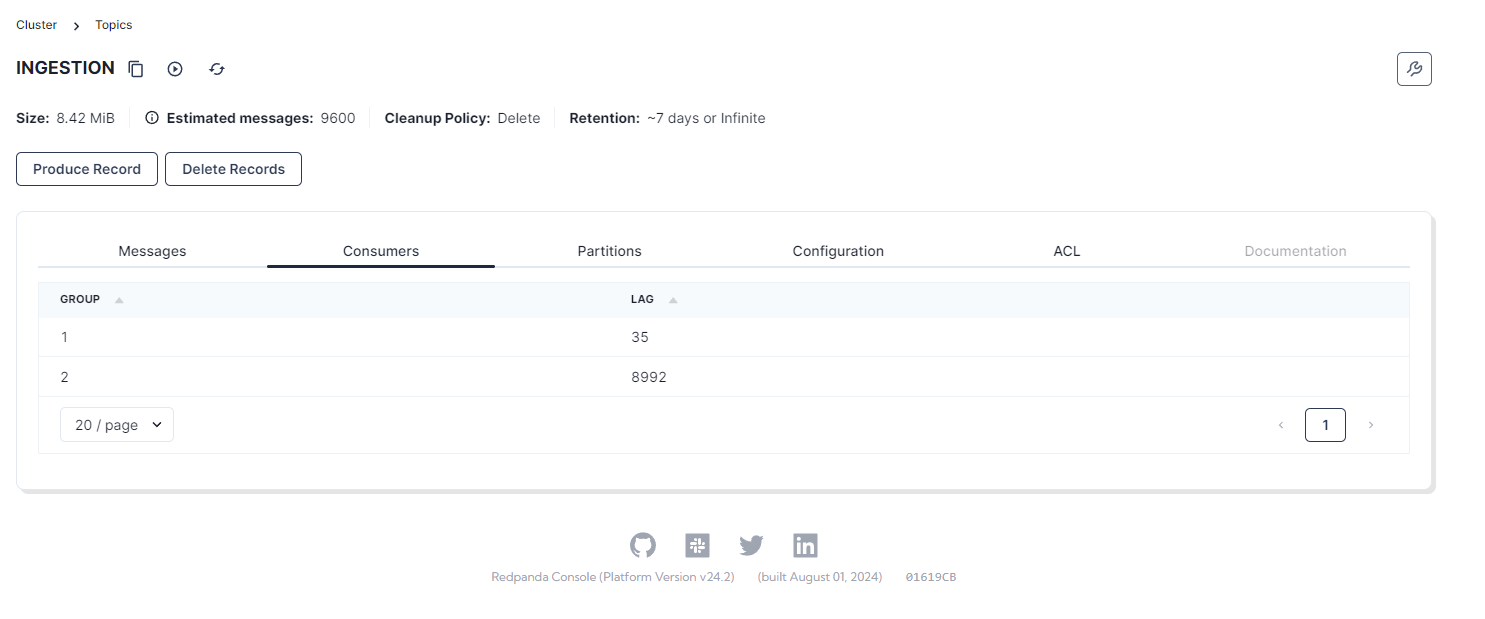 Cluster > Topics
INGESTION
Size: 8.42 MiB Estimated messages: 9600 Cleanup Policy: Delete Retention: ~7 days or Infinite
Produce Record Delete Records
Messages Consumers Partitions Configuration ACL Documentation
GROUP LAG
1 35
2 8992
20 / page 1
Redpanda Console (Platform Version v24.2) (built August 01, 2024) 01619CB